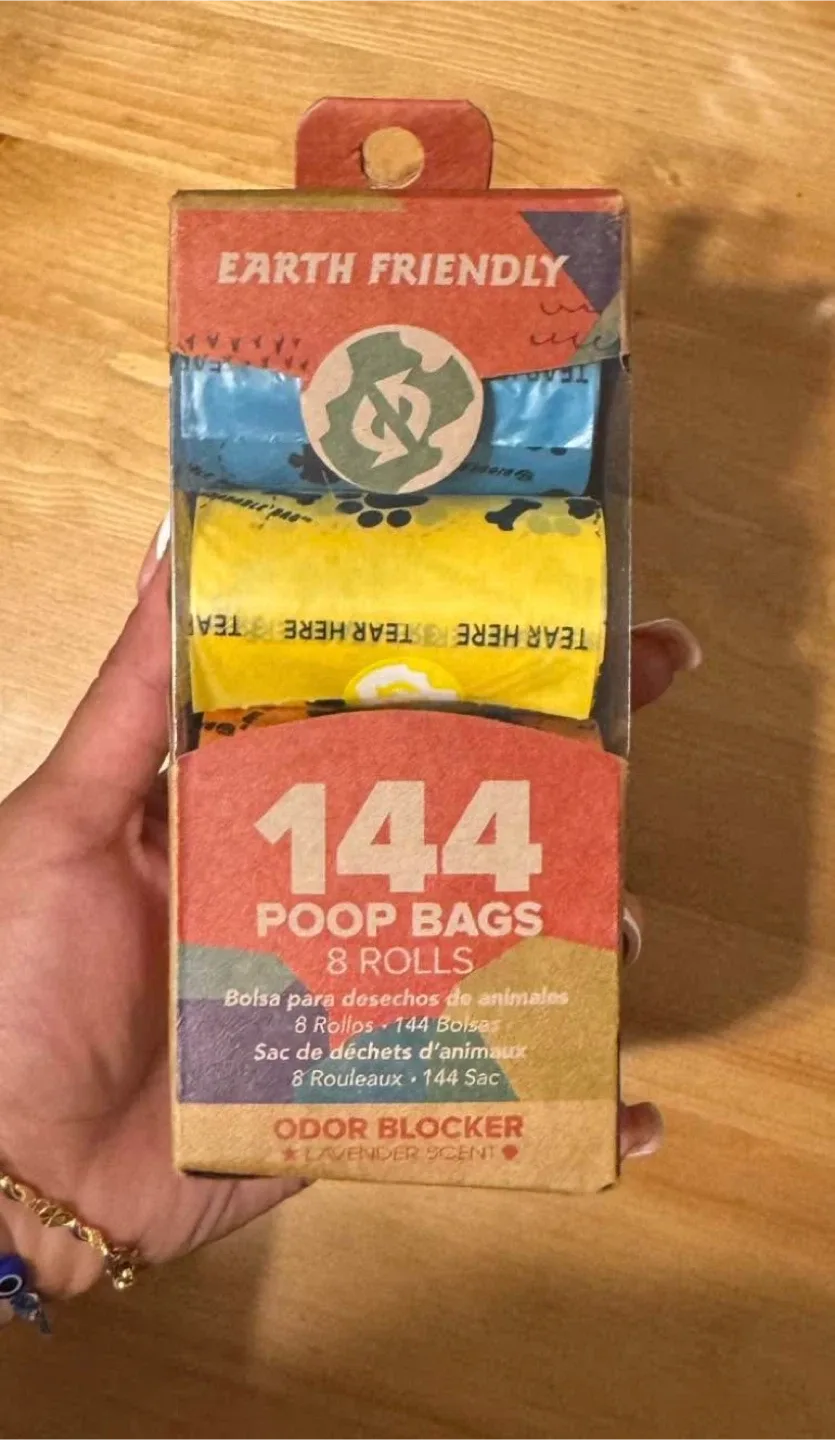 EARTH FRIENDLY
TEAR
TEAR HERE TEAR HERE TEAR
144
POOP BAGS
8 ROLLS
Bolsa para desechos de animales
8 Rollos • 144 Bolsas
Sac de déchets d'animaux
8 Rouleaux • 144 Sac
ODOR BLOCKER
LAVENDER SCENT